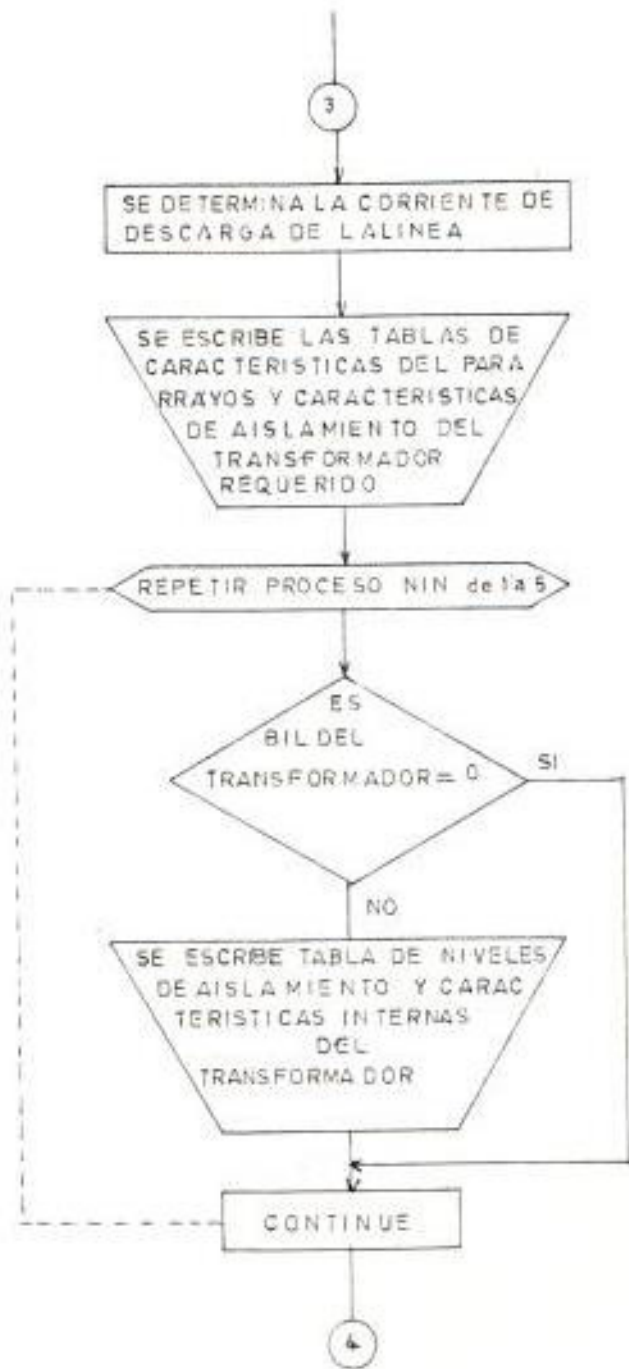 3
SE DETERMINA LA CORRIENTE DE
DESCARGA DE LALINEA
SE ESCRIBE LAS TABLAS DE
CARACTERISTICAS DEL PARA
RRAYOS Y CARACTERISTICAS
DE AISLAMIENTO DEL
TRANSFORMADOR
REQUERIDO
REPETIR PROCESO NIN de 1 a 5
ES
BIL DEL
TRANSFORMADOR = 0
SI
NO
SE ESCRIBE TABLA DE NIVELES
DE AISLAMIENTO Y CARAC
TERISTICAS INTERNAS
DEL
TRANSFORMADOR
CONTINUE
4